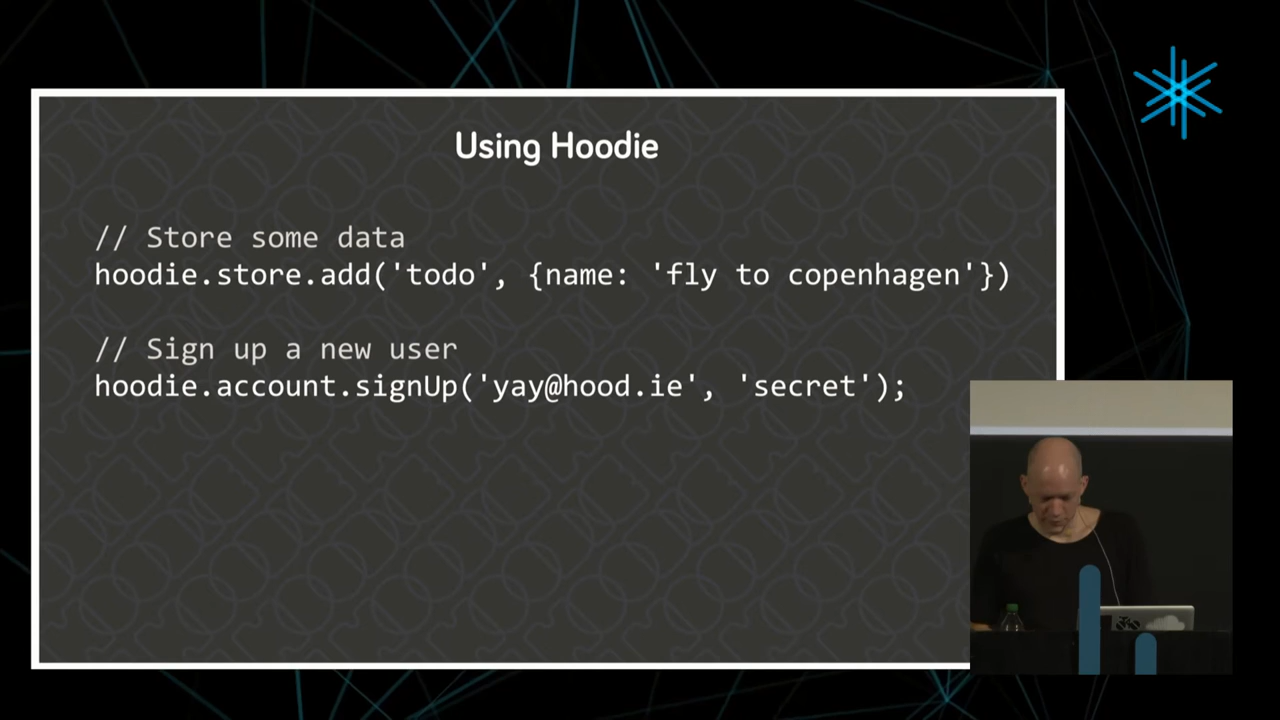 Using Hoodie
// Store some data
hoodie.store.add('todo', {name: 'fly to copenhagen'})
// Sign up a new user
hoodie.account.signUp('yay@hood.ie', 'secret');